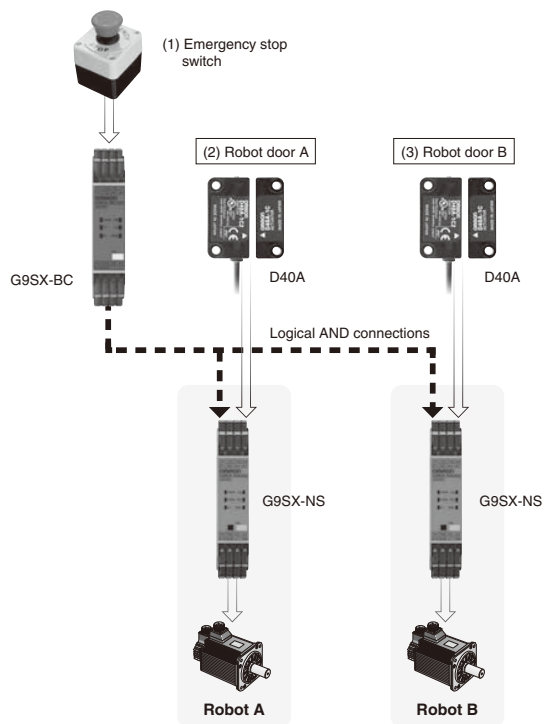 (1) Emergency stop
switch
(2) Robot door A
(3) Robot door B
D40A
D40A
G9SX-BC
Logical AND connections
G9SX-NS
G9SX-NS
Robot A
Robot B